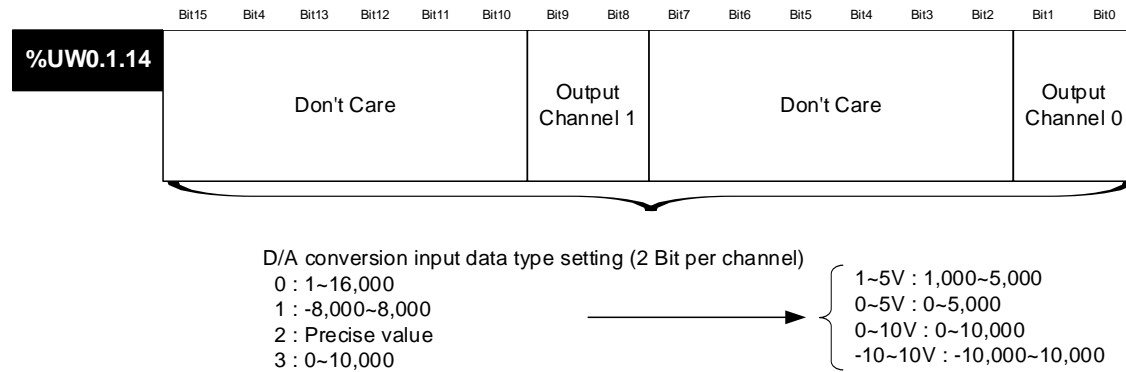 Bit15 Bit4 Bit13 Bit12 Bit11 Bit10 Bit9 Bit8 Bit7 Bit6 Bit5 Bit4 Bit3 Bit2 Bit1 Bit0
%UW0.1.14
Don't Care
Output
Channel 1
Don't Care
Output
Channel 0
D/A conversion input data type setting (2 Bit per channel)
0 : 1~16,000
1 : -8,000~8,000
2 : Precise value
3 : 0~10,000
1~5V : 1,000~5,000
0~5V : 0~5,000
0~10V : 0~10,000
-10~10V : -10,000~10,000